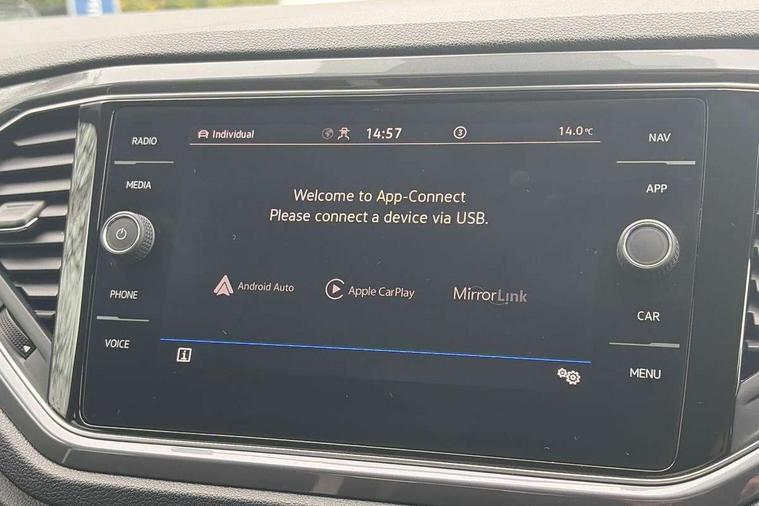 RADIO
MEDIA
PHONE
VOICE
Individual
14:57
3
14.0°C
Welcome to App-Connect
Please connect a device via USB.
Android Auto
Apple CarPlay
MirrorLink
i
NAV
APP
CAR
MENU